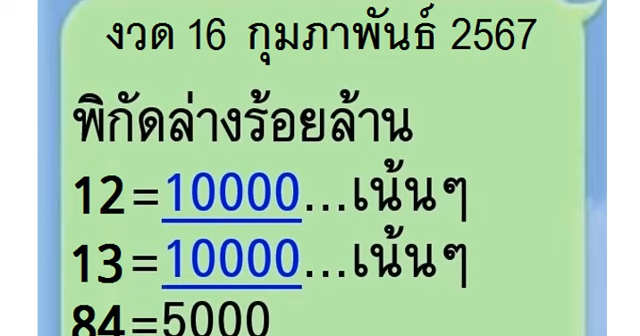 งวด 16 กุมภาพันธ์ 2567
พิกัดล่างร้อยล้าน
12=10000...เน้นๆ
13=10000...เน้นๆ
84=5000